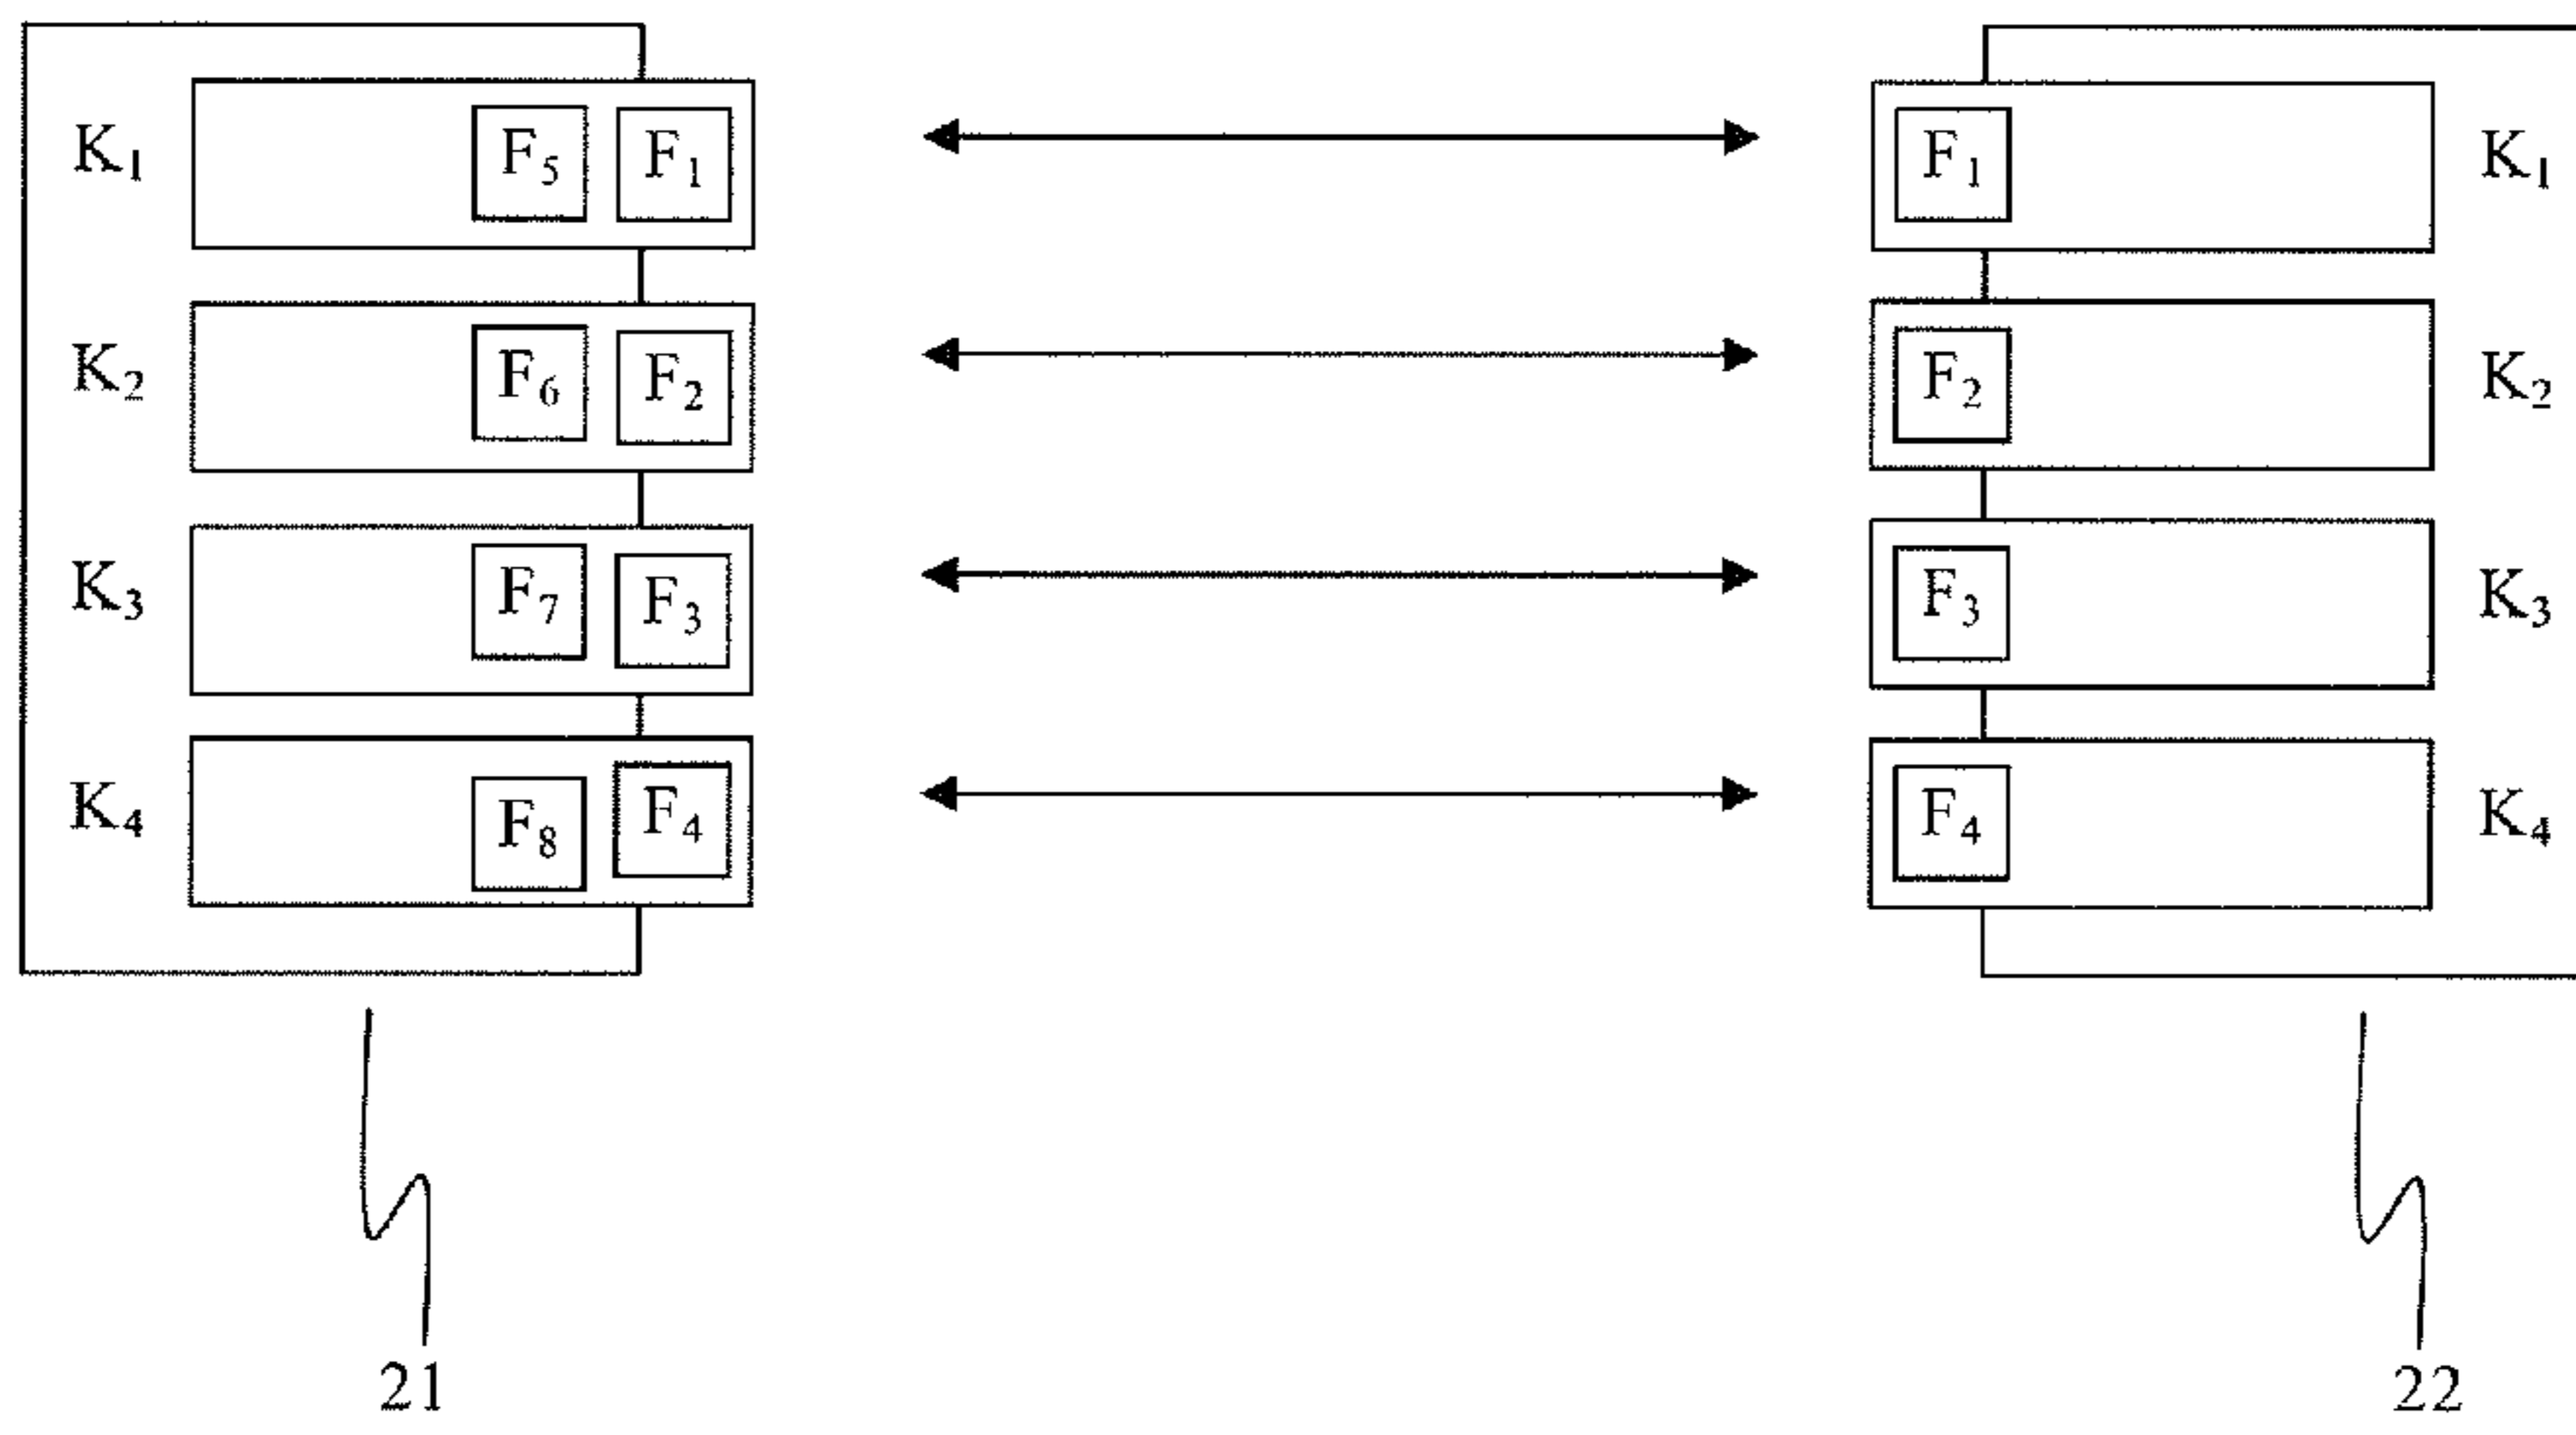 K₁ F₅ F₁ F₁ K₁
K₂ F₆ F₂ F₂ K₂
K₃ F₇ F₃ F₃ K₃
K₄ F₈ F₄ F₄ K₄
21 22